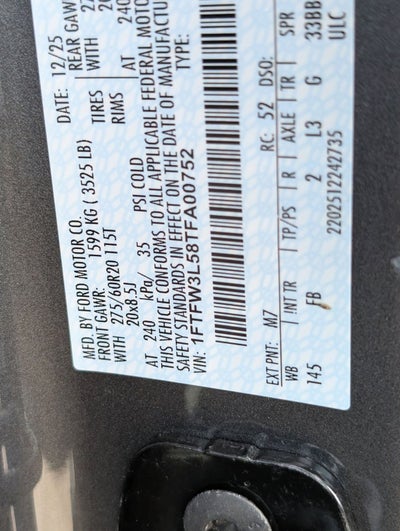 MFD. BY FORD MOTOR CO.
DATE: 12/25
FRONT GAWR: 1599 KG ( 3525 LB)
REAR GAWR
WITH 275/60R20 115T TIRES WITH
20x8.5J RIMS
AT 240 kPa/ 35 PSI COLD AT 240
THIS VEHICLE CONFORMS TO ALL APPLICABLE FEDERAL MOTOR
SAFETY STANDARDS IN EFFECT ON THE DATE OF MANUFACTURE
VIN: 1FTFW3L58TFA00752 TYPE:
EXT PNT: M7 RC: 52 DSO:
WB INT TR TP/PS R AXLE TR SPR
145 FB 2 L3 G 33BB
2202512242735 ULC